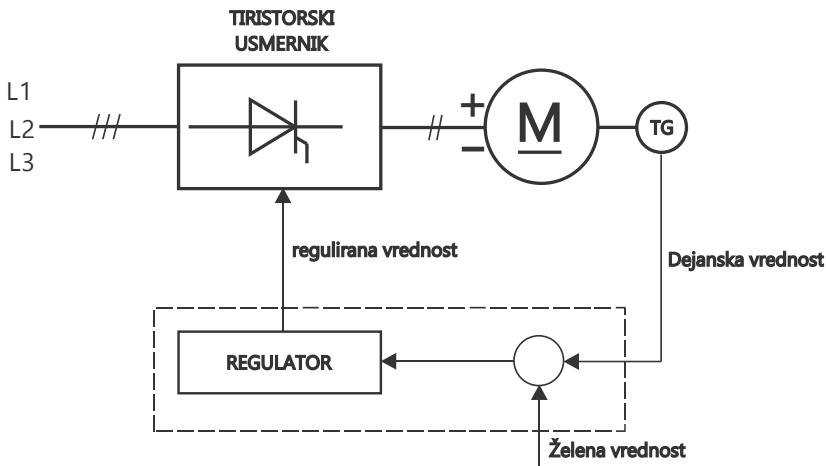 TIRISTORSKI
USMERNIK
L1
L2
L3
+
−
M
TG
regulirana vrednost
Dejanska vrednost
REGULATOR
Želena vrednost